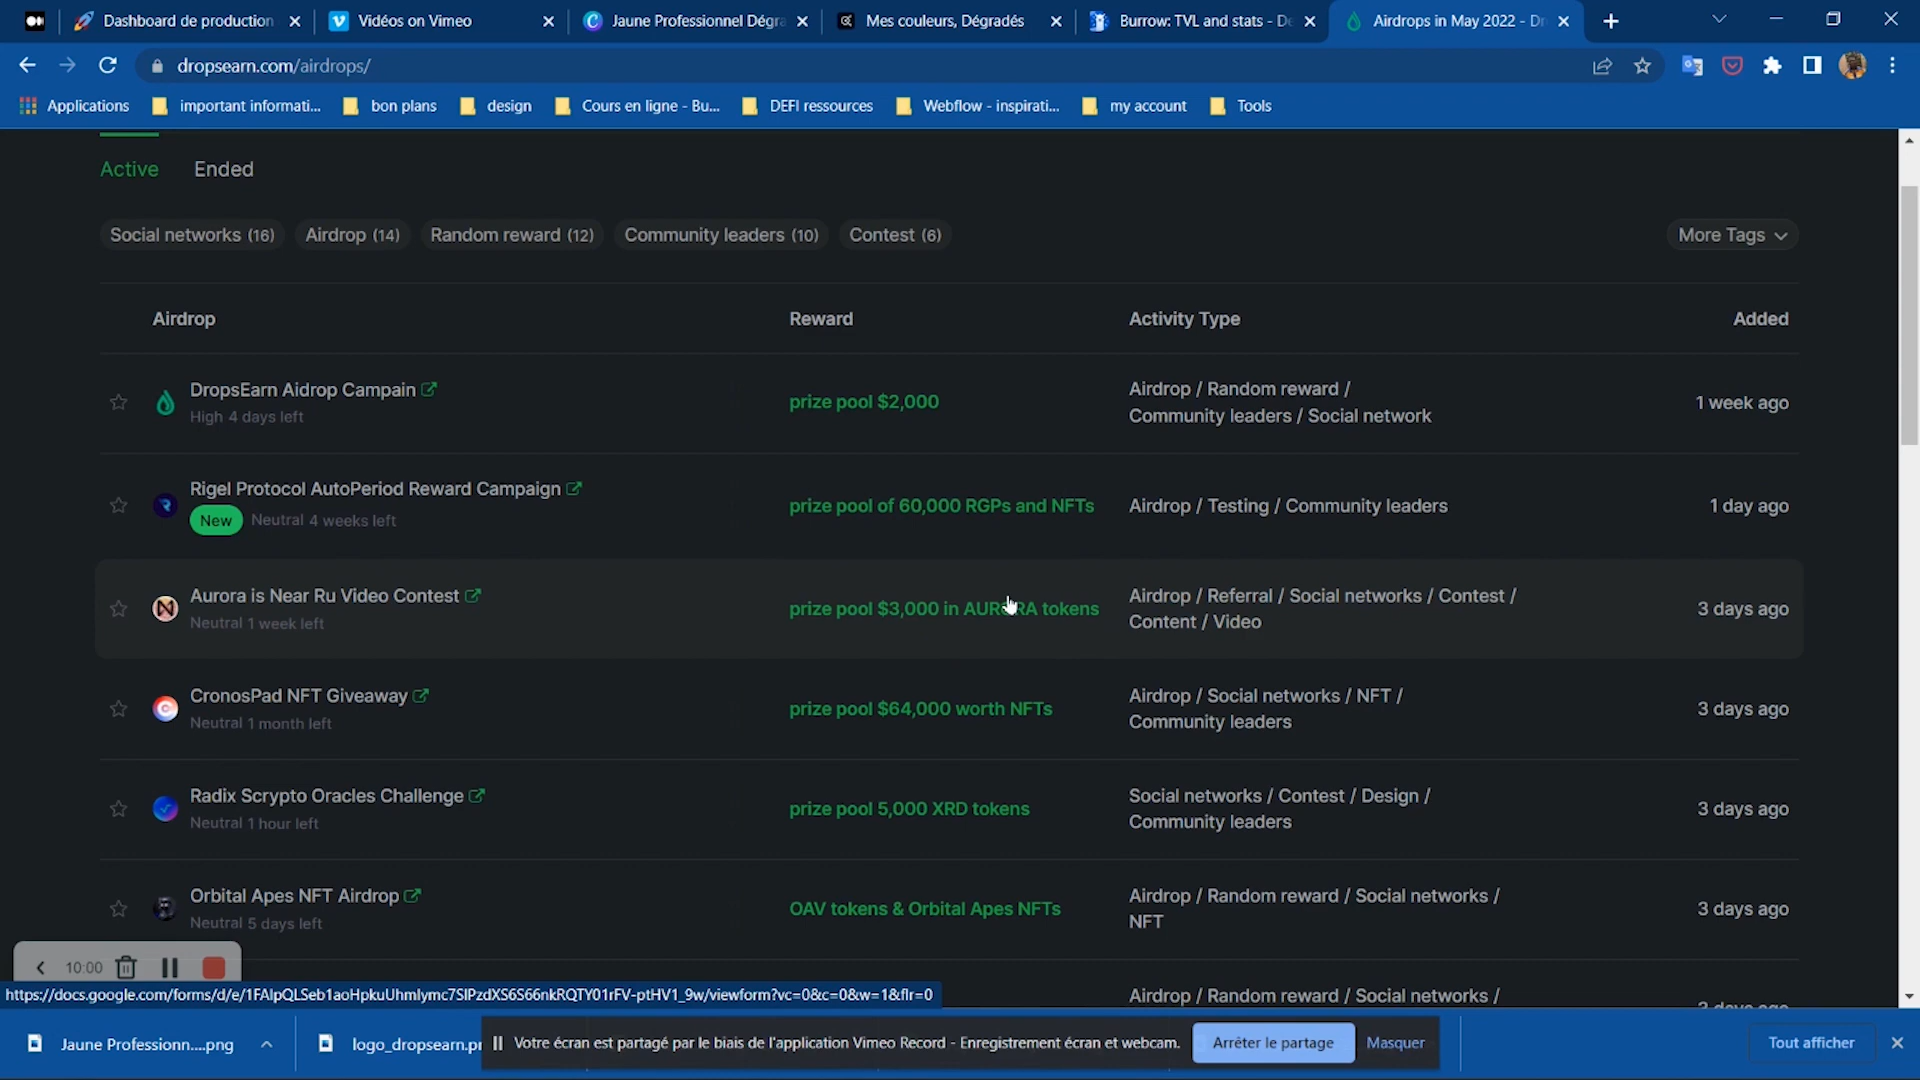 Dashboard de production
Vidéos on Vimeo
Jaune Professionnel Dégra
Mes couleurs, Dégradés
Burrow: TVL and stats - De
Airdrops in May 2022 - Dr
dropsearn.com/airdrops/
Applications
important informati...
bon plans
design
Cours en ligne - Bu...
DEFI ressources
Webflow - inspirati...
my account
Tools
Active
Ended
Social networks (16)
Airdrop (14)
Random reward (12)
Community leaders (10)
Contest (6)
More Tags
Airdrop
Reward
Activity Type
Added
DropsEarn Aidrop Campain
High 4 days left
prize pool $2,000
Airdrop / Random reward /
Community leaders / Social network
1 week ago
Rigel Protocol AutoPeriod Reward Campaign
New
Neutral 4 weeks left
prize pool of 60,000 RGPs and NFTs
Airdrop / Testing / Community leaders
1 day ago
Aurora is Near Ru Video Contest
Neutral 1 week left
prize pool $3,000 in AURORA tokens
Airdrop / Referral / Social networks / Contest /
Content / Video
3 days ago
CronosPad NFT Giveaway
Neutral 1 month left
prize pool $64,000 worth NFTs
Airdrop / Social networks / NFT /
Community leaders
3 days ago
Radix Scrypto Oracles Challenge
Neutral 1 hour left
prize pool 5,000 XRD tokens
Social networks / Contest / Design /
Community leaders
3 days ago
Orbital Apes NFT Airdrop
Neutral 5 days left
OAV tokens & Orbital Apes NFTs
Airdrop / Random reward / Social networks /
NFT
3 days ago
10:00
Airdrop / Random reward / Social networks /
3 days ago
https://docs.google.com/forms/d/e/1FAIpQLSeb1aoHpkuUhmlymc7SIPzdXS6S66nkRQTY01rFV-ptHV1_9w/viewform?vc=0&c=0&w=1&flr=0
Jaune Professionn....png
logo_dropsearn.pr
Votre écran est partagé par le biais de l'application Vimeo Record - Enregistrement écran et webcam.
Arrêter le partage
Masquer
Tout afficher